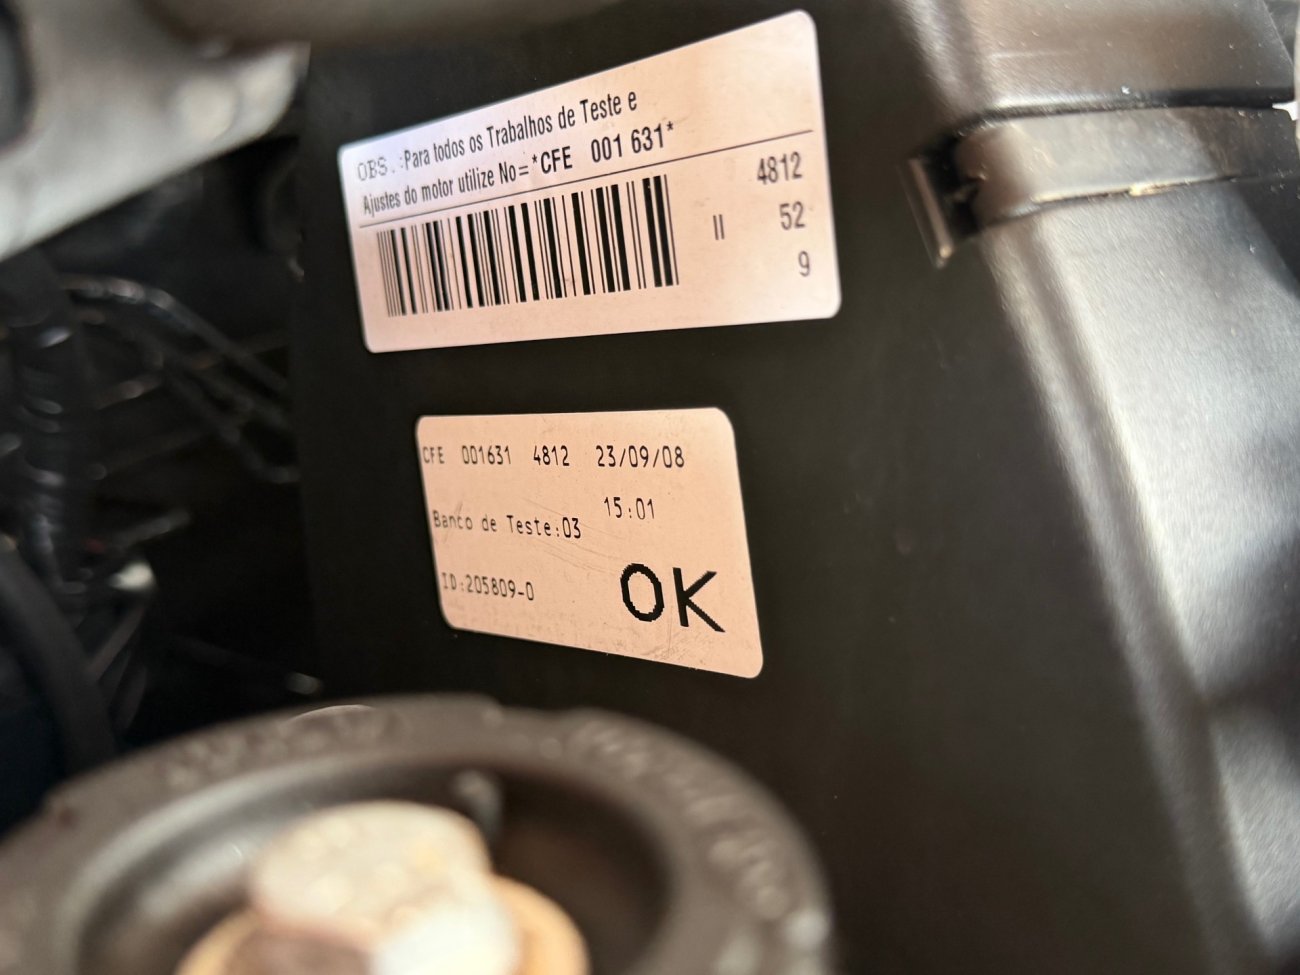 OBS.:Para todos os Trabalhos de Teste e
Ajustes do motor utilize No=*CFE 001 631*
4812
II 52
9
CFE 001631 4812 23/09/08
15:01
Banco de Teste:03
ID:205809-0
OK